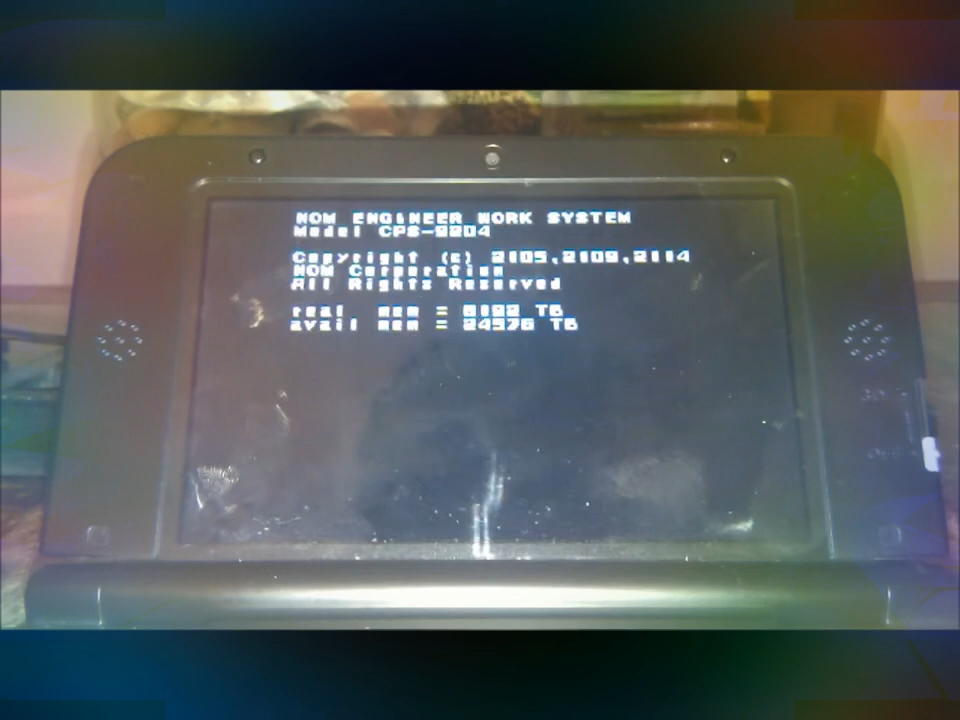 NOM ENGINEER WORK SYSTEM
Model CPS-9204
Copyright (c) 2105,2109,2114
NOM Corporation
All Rights Reserved
real mem = 8192 TB
avail mem = 24576 TB